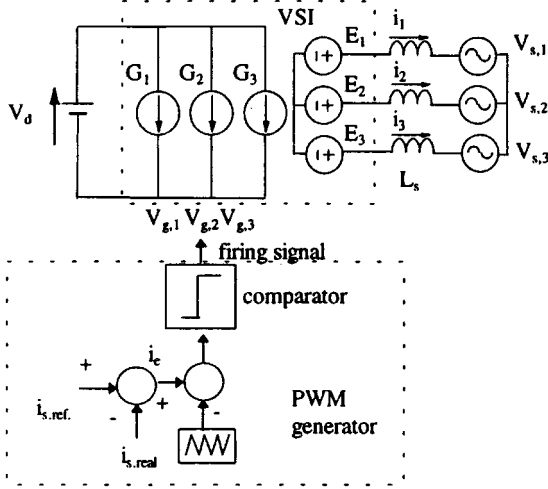 VSI
V_d
G_1 G_2 G_3
E_1 i_1 V_s,1
E_2 i_2 V_s,2
E_3 i_3 V_s,3
L_s
V_g,1 V_g,2 V_g,3
firing signal
comparator
+ i_e
i_s.ref. - + -
i_s.real
PWM
generator